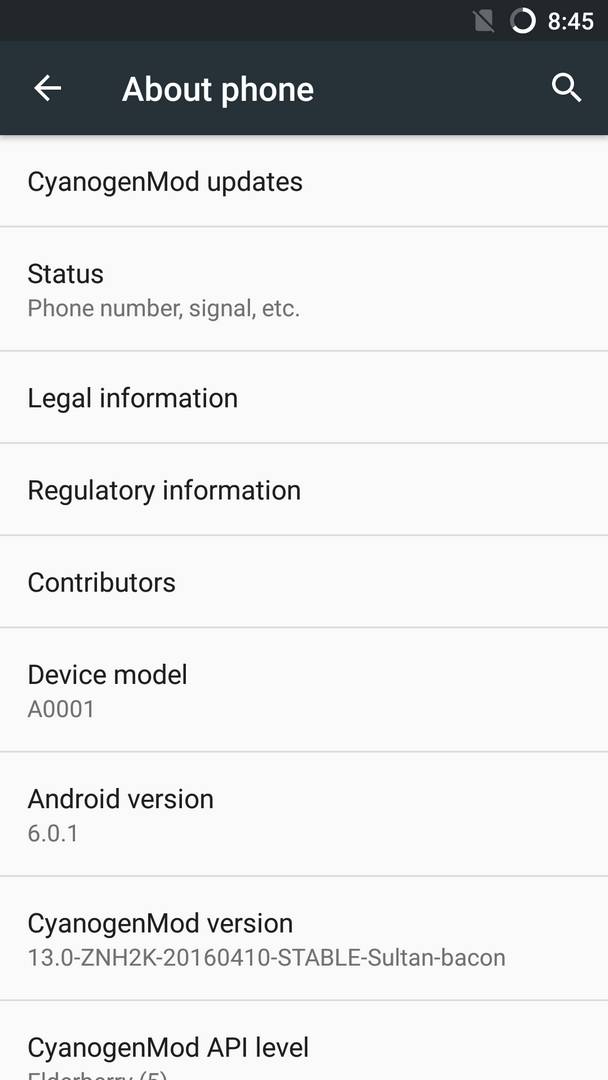 8:45
About phone
CyanogenMod updates
Status
Phone number, signal, etc.
Legal information
Regulatory information
Contributors
Device model
A0001
Android version
6.0.1
CyanogenMod version
13.0-ZNH2K-20160410-STABLE-Sultan-bacon
CyanogenMod API level
Elderberry (5)